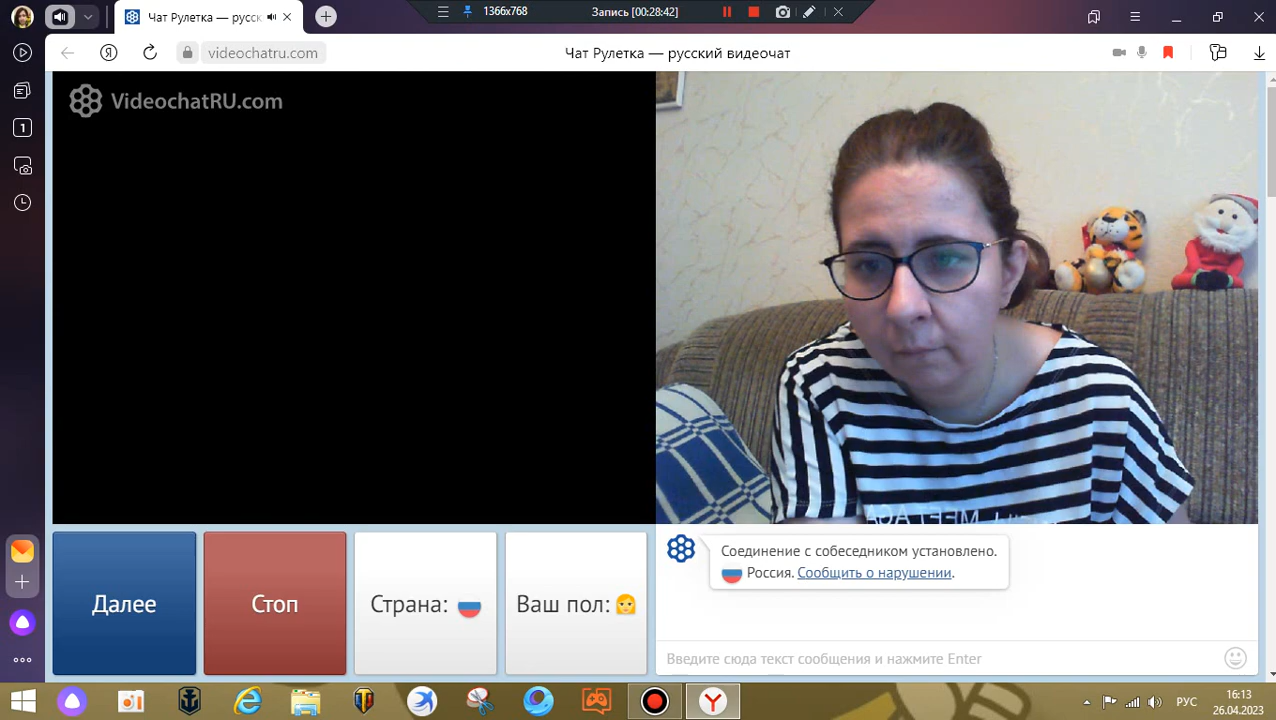 Чат Рулетка — русск
1366x768
Запись [00:28:42]
videochatru.com
Чат Рулетка — русский видеочат
1
VideochatRU.com
Соединение с собеседником установлено.
Россия. Сообщить о нарушении.
Далее
Стоп
Страна:
Ваш пол:
Введите сюда текст сообщения и нажмите Enter
РУС
16:13
26.04.2023